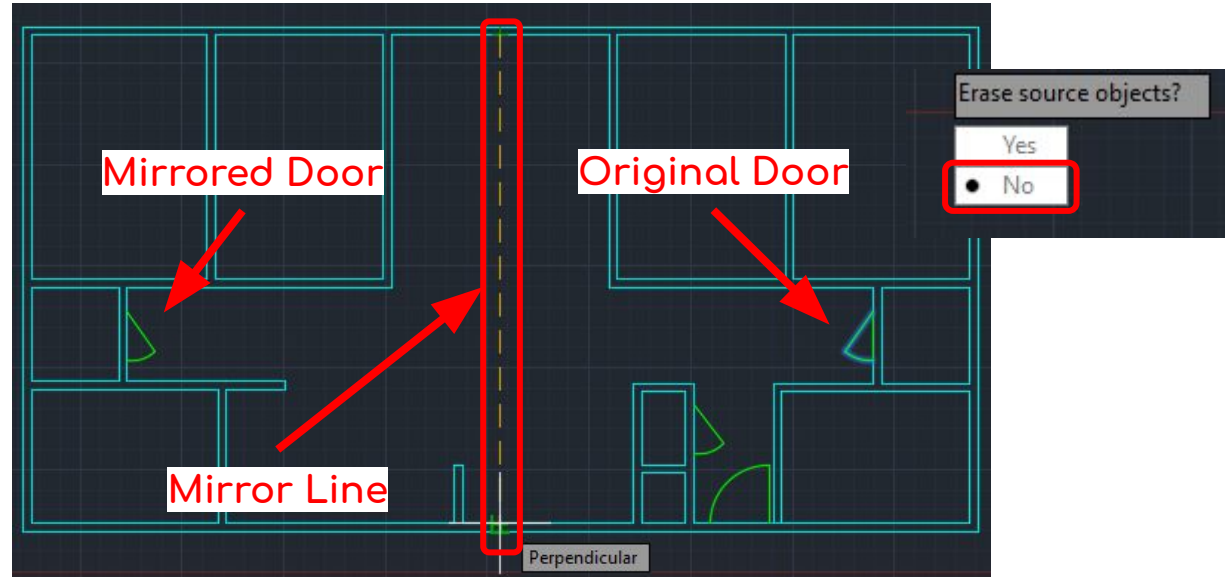 Erase source objects?
Yes
No
Mirrored Door
Original Door
Mirror Line
Perpendicular